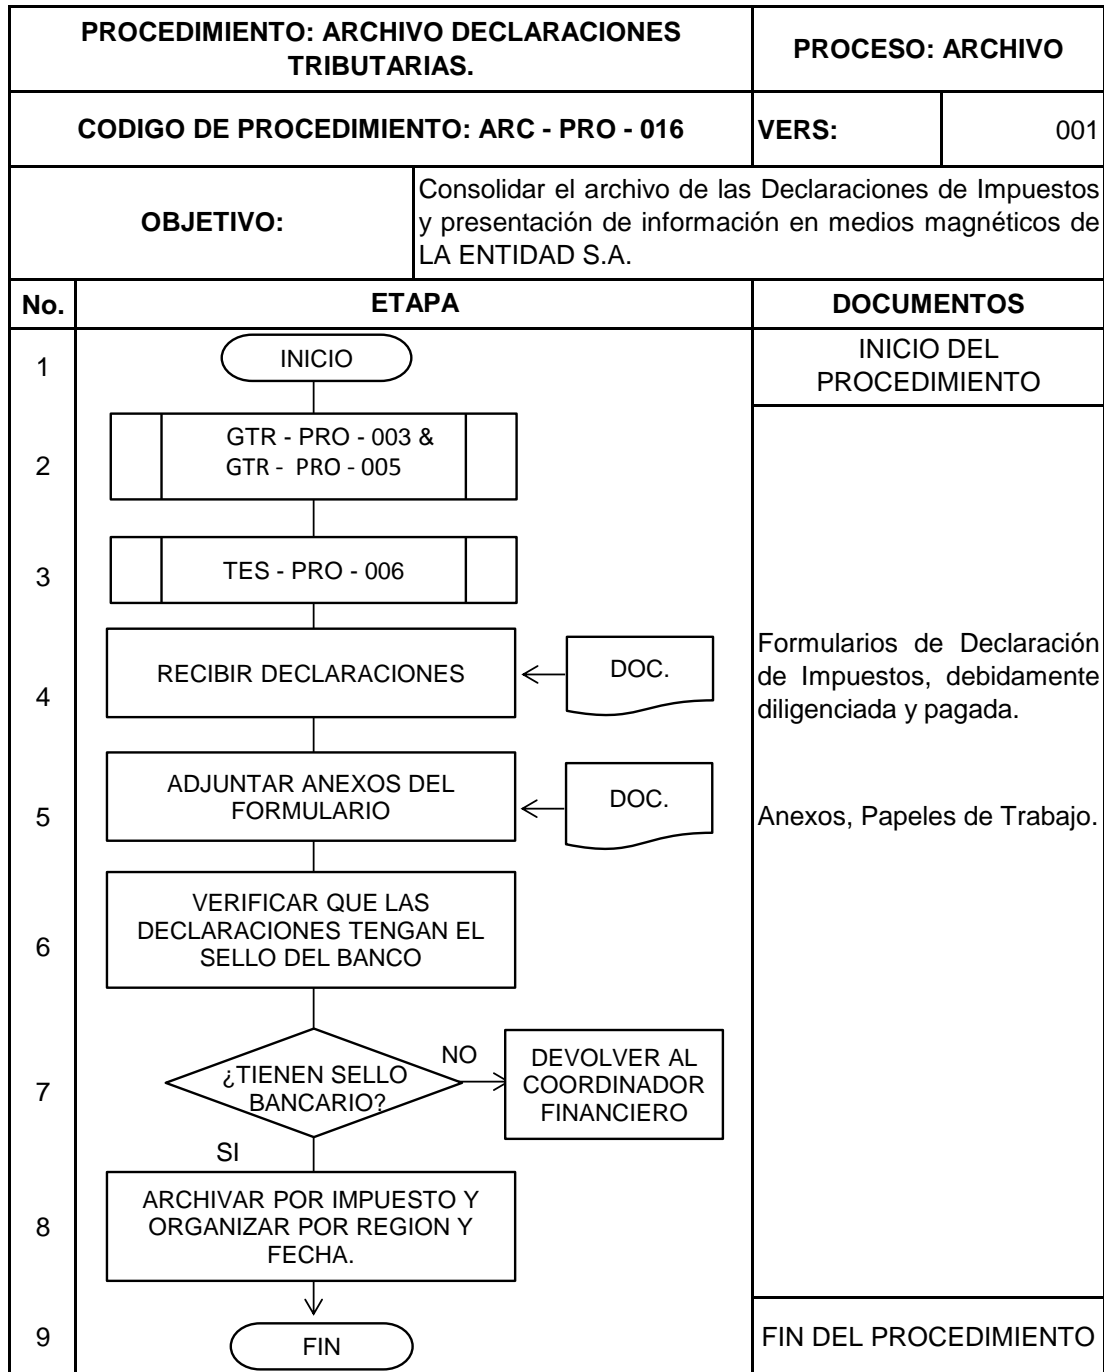 PROCEDIMIENTO: ARCHIVO DECLARACIONES
TRIBUTARIAS.
PROCESO: ARCHIVO
CODIGO DE PROCEDIMIENTO: ARC - PRO - 016
VERS:
001
OBJETIVO:
Consolidar el archivo de las Declaraciones de Impuestos
y presentación de información en medios magnéticos de
LA ENTIDAD S.A.
No.
ETAPA
DOCUMENTOS
1
INICIO
INICIO DEL
PROCEDIMIENTO
2
GTR - PRO - 003 &
GTR - PRO - 005
3
TES - PRO - 006
4
RECIBIR DECLARACIONES
DOC.
Formularios de Declaración
de Impuestos, debidamente
diligenciada y pagada.
5
ADJUNTAR ANEXOS DEL
FORMULARIO
DOC.
Anexos, Papeles de Trabajo.
6
VERIFICAR QUE LAS
DECLARACIONES TENGAN EL
SELLO DEL BANCO
7
¿TIENEN SELLO
BANCARIO?
NO
DEVOLVER AL
COORDINADOR
FINANCIERO
SI
8
ARCHIVAR POR IMPUESTO Y
ORGANIZAR POR REGION Y
FECHA.
9
FIN
FIN DEL PROCEDIMIENTO